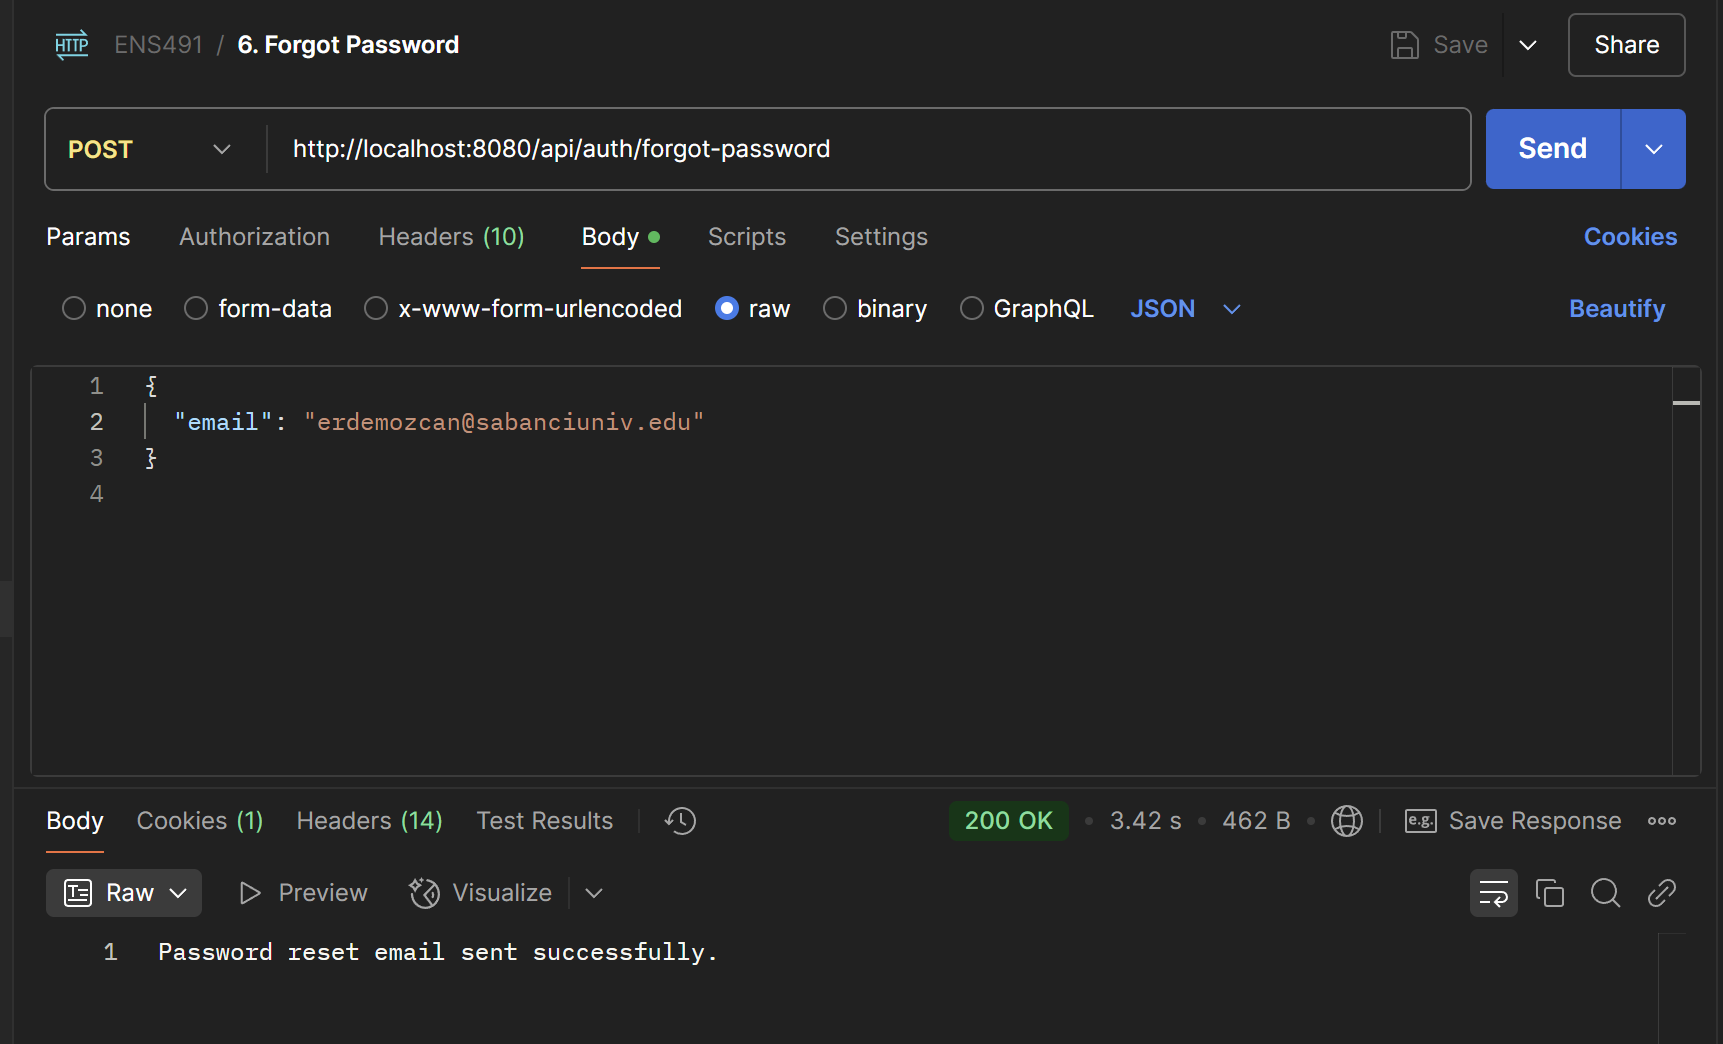 HTTP ENS491 / 6. Forgot Password Save Share
POST http://localhost:8080/api/auth/forgot-password Send
Params Authorization Headers (10) Body Scripts Settings Cookies
none form-data x-www-form-urlencoded raw binary GraphQL JSON Beautify
1 {
2 "email": "erdemozcan@sabanciuniv.edu"
3 }
4
Body Cookies (1) Headers (14) Test Results 200 OK • 3.42 s • 462 B • e.g. Save Response
Raw Preview Visualize
1 Password reset email sent successfully.